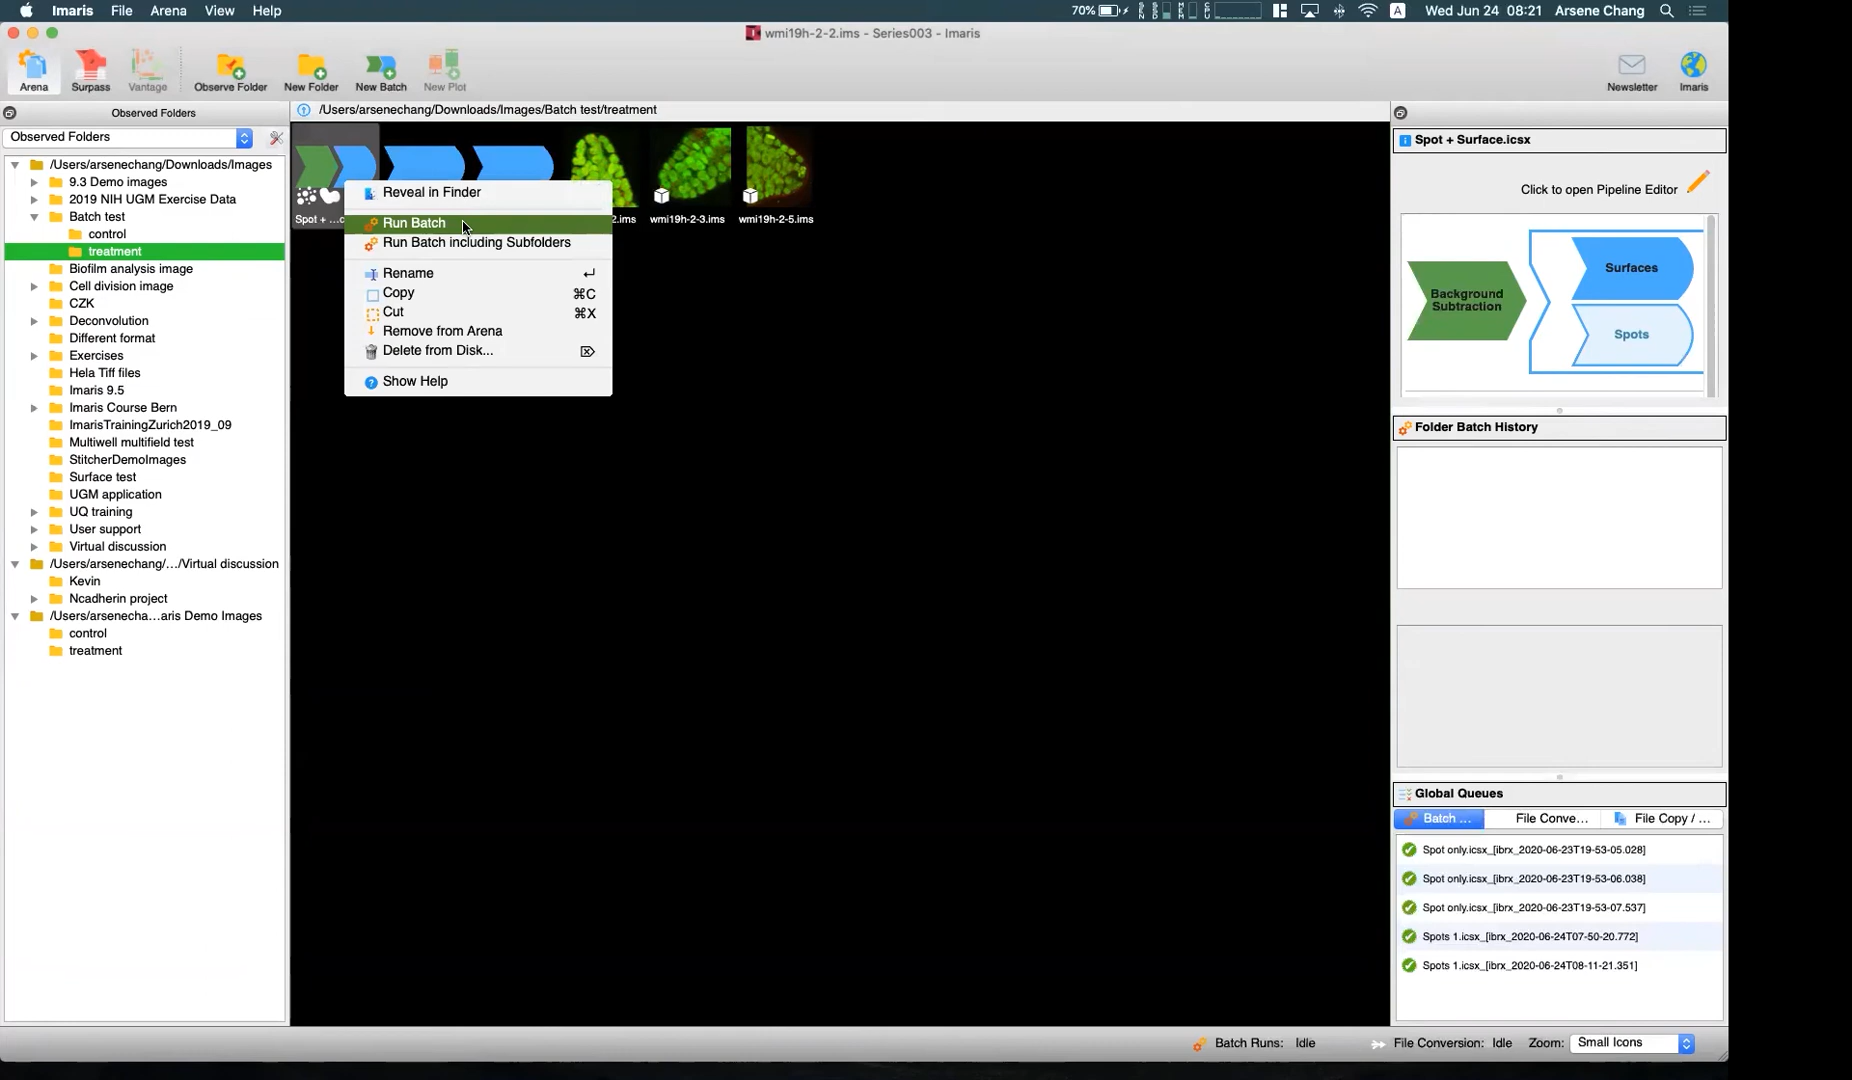 Imaris File Arena View Help 70% A Wed Jun 24 08:21 Arsene Chang
wmi19h-2-2.ims - Series003 - Imaris
Arena Surpass Vantage Observe Folder New Folder New Batch New Plot Newsletter Imaris
Observed Folders
/Users/arsenechang/Downloads/Images/Batch test/treatment
Observed Folders
/Users/arsenechang/Downloads/Images
9.3 Demo images
2019 NIH UGM Exercise Data
Batch test
control
treatment
Biofilm analysis image
Cell division image
CZK
Deconvolution
Different format
Exercises
Hela Tiff files
Imaris 9.5
Imaris Course Bern
ImarisTrainingZurich2019_09
Multiwell multifield test
StitcherDemoImages
Surface test
UGM application
UQ training
User support
Virtual discussion
/Users/arsenechang/…/Virtual discussion
Kevin
Ncadherin project
/Users/arsenecha…aris Demo Images
control
treatment
Spot + ...c
2.ims
wmi19h-2-3.ims
wmi19h-2-5.ims
Reveal in Finder
Run Batch
Run Batch including Subfolders
Rename ↵
Copy ⌘C
Cut ⌘X
Remove from Arena
Delete from Disk... ⌦
Show Help
Spot + Surface.icsx
Click to open Pipeline Editor
Background
Subtraction
Surfaces
Spots
Folder Batch History
Global Queues
Batch ... File Conve... File Copy / ...
Spot only.icsx_[ibrx_2020-06-23T19-53-05.028]
Spot only.icsx_[ibrx_2020-06-23T19-53-06.038]
Spot only.icsx_[ibrx_2020-06-23T19-53-07.537]
Spots 1.icsx_[ibrx_2020-06-24T07-50-20.772]
Spots 1.icsx_[ibrx_2020-06-24T08-11-21.351]
Batch Runs: Idle File Conversion: Idle Zoom: Small Icons